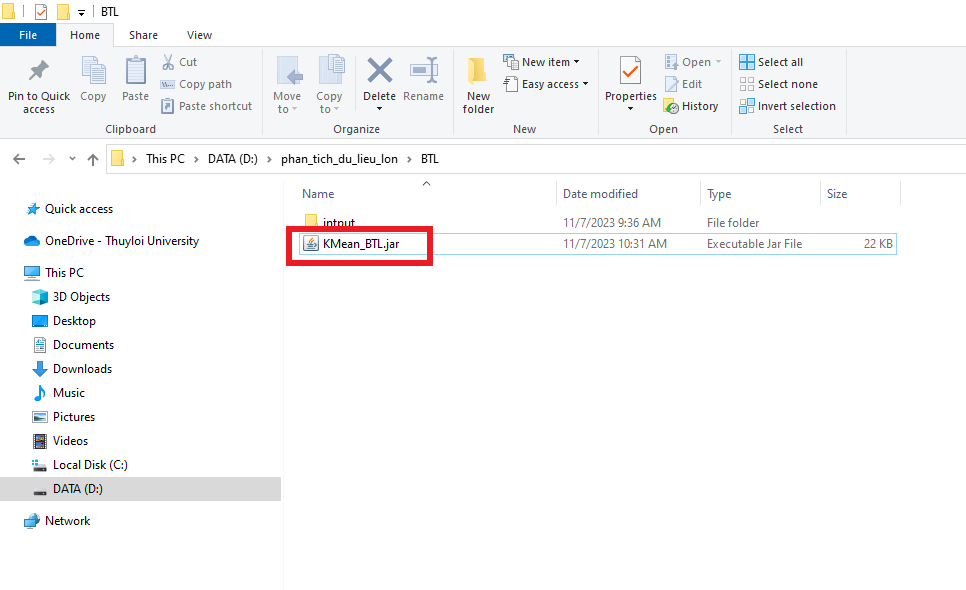 BTL
File Home Share View
Pin to Quick access
Copy
Paste
Cut
Copy path
Paste shortcut
Clipboard
Move to
Copy to
Delete
Rename
Organize
New folder
New item
Easy access
New
Properties
Open
Edit
History
Open
Select all
Select none
Invert selection
Select
This PC > DATA (D:) > phan_tich_du_lieu_lon > BTL
Name Date modified Type Size
intput 11/7/2023 9:36 AM File folder
KMean_BTL.jar 11/7/2023 10:31 AM Executable Jar File 22 KB
Quick access
OneDrive - Thuyloi University
This PC
3D Objects
Desktop
Documents
Downloads
Music
Pictures
Videos
Local Disk (C:)
DATA (D:)
Network